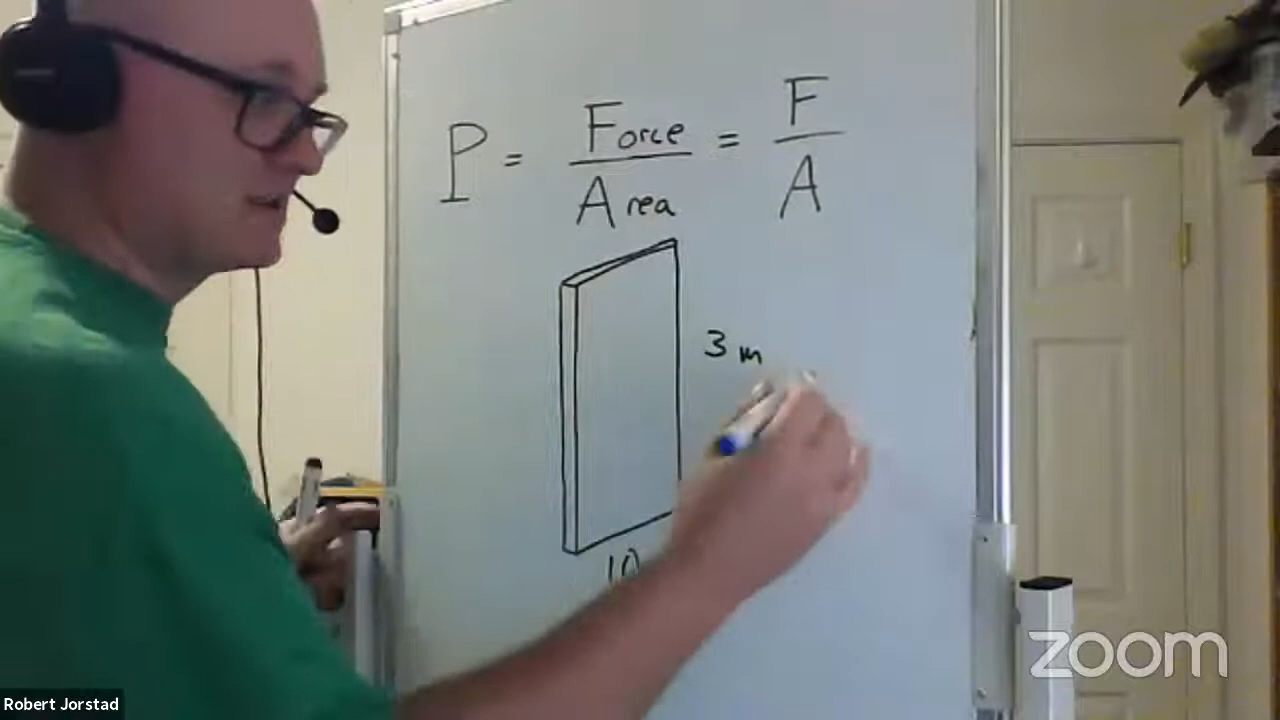 P = Force / Area = F / A
3 m
10
Robert Jorstad
zoom